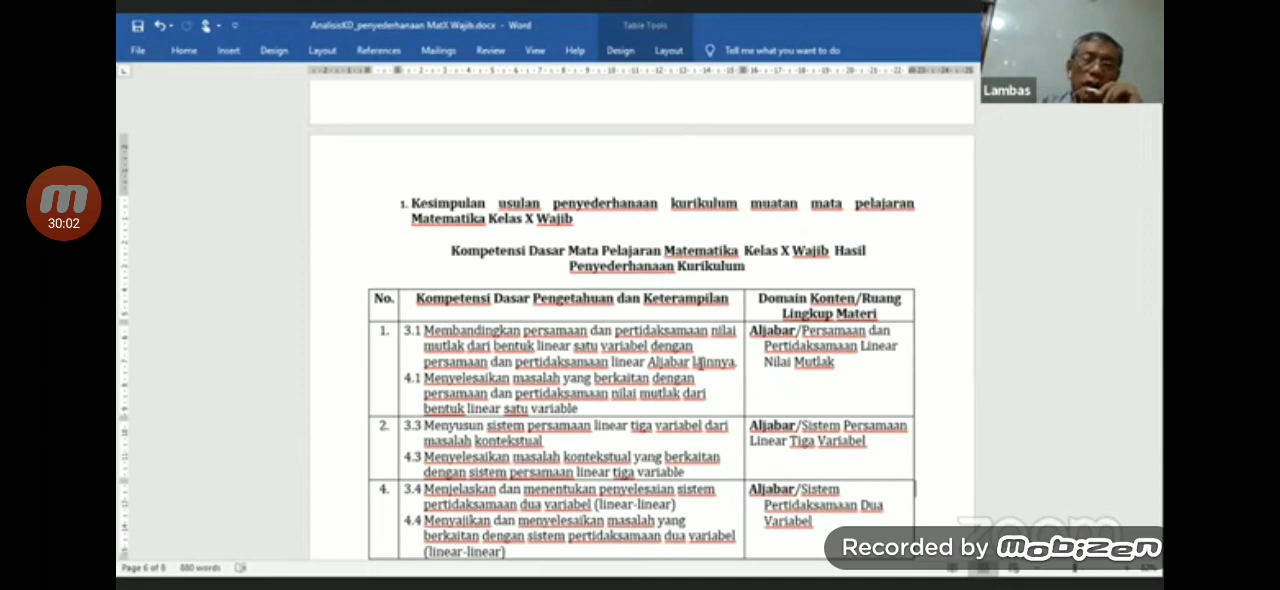 AnalisisKD_penyederhanaan MatX Wajib.docx - Word
Table Tools
File Home Insert Design Layout References Mailings Review View Help Design Layout Tell me what you want to do
Lambas
30:02
1. Kesimpulan usulan penyederhanaan kurikulum muatan mata pelajaran
Matematika Kelas X Wajib
Kompetensi Dasar Mata Pelajaran Matematika Kelas X Wajib Hasil
Penyederhanaan Kurikulum
No. Kompetensi Dasar Pengetahuan dan Keterampilan Domain Konten/Ruang
Lingkup Materi
1. 3.1 Membandingkan persamaan dan pertidaksamaan nilai
mutlak dari bentuk linear satu variabel dengan
persamaan dan pertidaksamaan linear Aljabar lainnya.
4.1 Menyelesaikan masalah yang berkaitan dengan
persamaan dan pertidaksamaan nilai mutlak dari
bentuk linear satu variable
Aljabar/Persamaan dan
Pertidaksamaan Linear
Nilai Mutlak
2. 3.3 Menyusun sistem persamaan linear tiga variabel dari
masalah kontekstual
4.3 Menyelesaikan masalah kontekstual yang berkaitan
dengan sistem persamaan linear tiga variable
Aljabar/Sistem Persamaan
Linear Tiga Variabel
4. 3.4 Menjelaskan dan menentukan penyelesaian sistem
pertidaksamaan dua variabel (linear-linear)
4.4 Menyajikan dan menyelesaikan masalah yang
berkaitan dengan sistem pertidaksamaan dua variabel
(linear-linear)
Aljabar/Sistem
Pertidaksamaan Dua
Variabel
zoom
Recorded by mobizen
Page 6 of 8 880 words